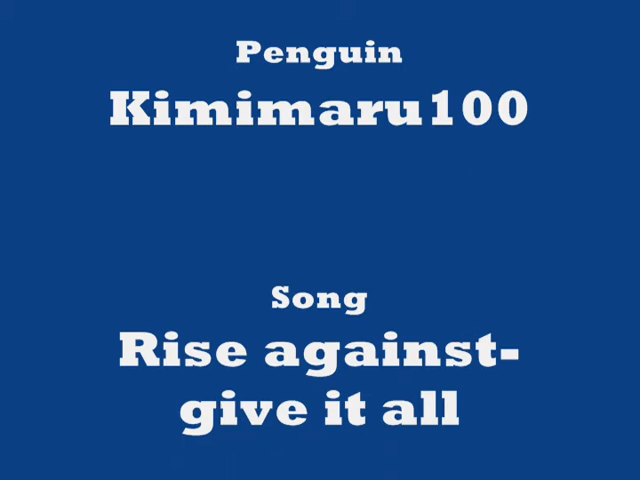 Penguin
Kimimaru100
Song
Rise against-
give it all